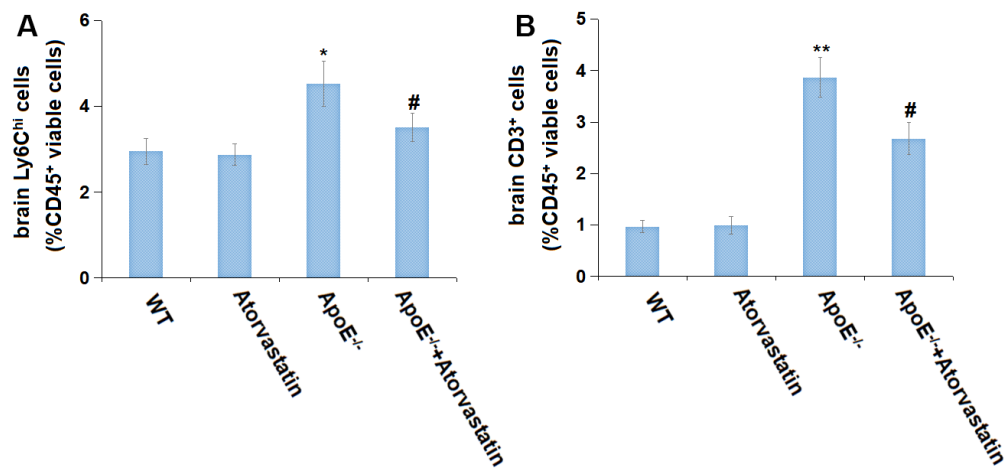 A
brain Ly6Cʰⁱ cells
(%CD45⁺ viable cells)
6
4
2
0
*
#
WT
Atorvastatin
ApoE⁻/⁻
ApoE⁻/⁻+Atorvastatin
B
brain CD3⁺ cells
(%CD45⁺ viable cells)
5
4
3
2
1
0
**
#
WT
Atorvastatin
ApoE⁻/⁻
ApoE⁻/⁻+Atorvastatin